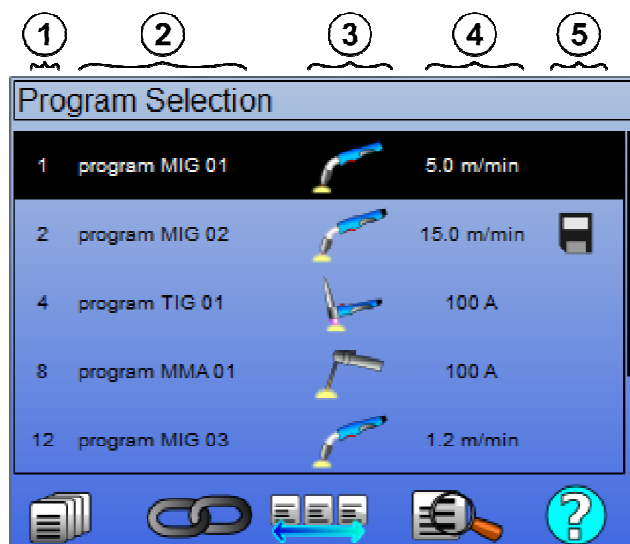 1 2 3 4 5
Program Selection
1 program MIG 01 5.0 m/min
2 program MIG 02 15.0 m/min
4 program TIG 01 100 A
8 program MMA 01 100 A
12 program MIG 03 1.2 m/min
?